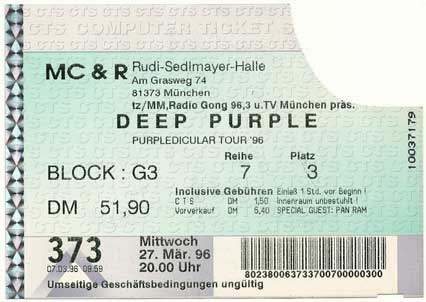 CTS COMPUTER TICKET S
MC & R Rudi-Sedlmayer-Halle
Am Grasweg 74
81373 München
tz/MM,Radio Gong 96,3 u.TV München präs.
DEEP PURPLE
PURPLEDICULAR TOUR '96
Reihe Platz
BLOCK : G3 7 3
Inclusive Gebühren Einlaß 1 Std. vor Beginn !
DM 51,90 CTS DM 1,50 Innenraum unbestuhlt !
Vorverkauf DM 5,40 SPECIAL GUEST: PAN RAM
10037179
373 Mittwoch
27. Mär. 96
07.03.96 09:59 20.00 Uhr
80238006373370070000030​0
Umseitige Geschäftsbedingungen ungültig